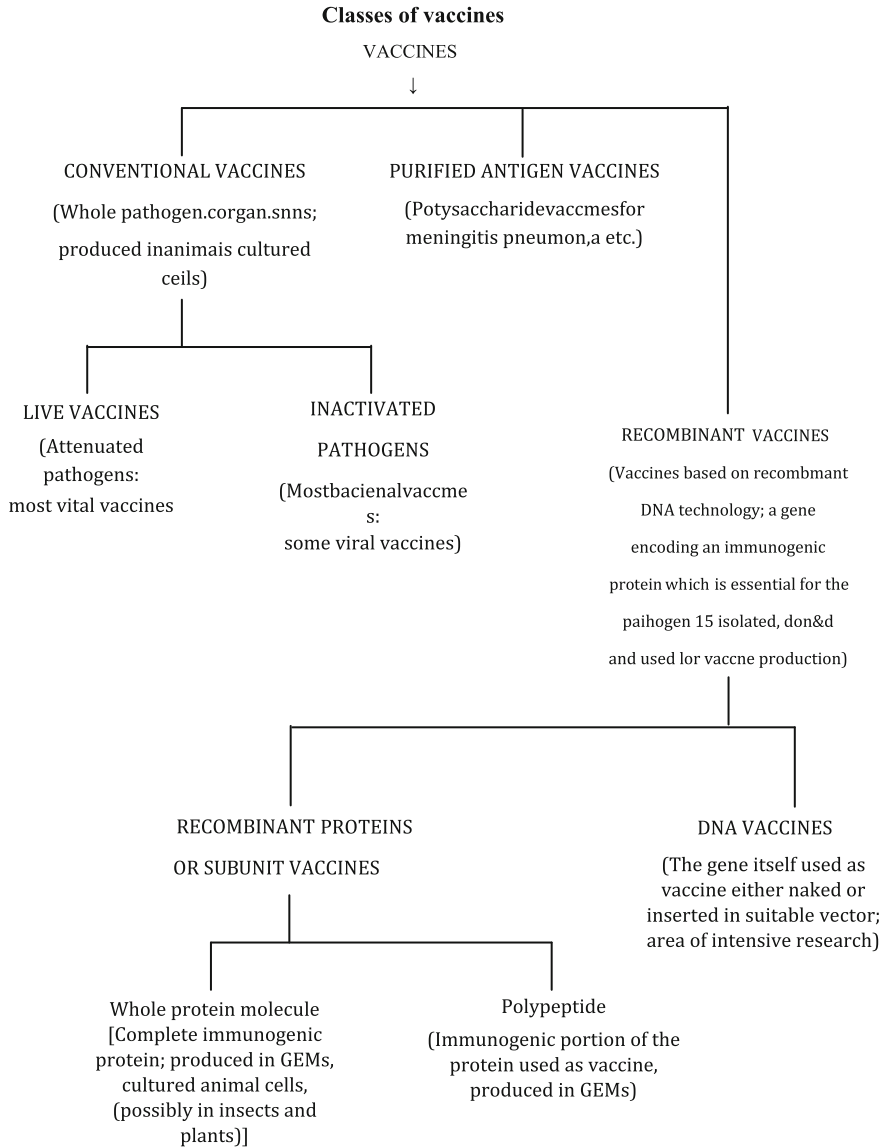 Classes of vaccines
VACCINES
↓
CONVENTIONAL VACCINES
(Whole pathogen.corgan.snns;
produced inanimais cultured
ceils)
PURIFIED ANTIGEN VACCINES
(Potysaccharidevaccmesfor
meningitis pneumon,a etc.)
LIVE VACCINES
(Attenuated
pathogens:
most vital vaccines
INACTIVATED
PATHOGENS
(Mostbacienalvaccme
s:
some viral vaccines)
RECOMBINANT VACCINES
(Vaccines based on recombmant
DNA technology; a gene
encoding an immunogenic
protein which is essential for the
paihogen 15 isolated, don&d
and used lor vaccne production)
RECOMBINANT PROTEINS
OR SUBUNIT VACCINES
DNA VACCINES
(The gene itself used as
vaccine either naked or
inserted in suitable vector;
area of intensive research)
Whole protein molecule
[Complete immunogenic
protein; produced in GEMs,
cultured animal cells,
(possibly in insects and
plants)]
Polypeptide
(Immunogenic portion of the
protein used as vaccine,
produced in GEMs)